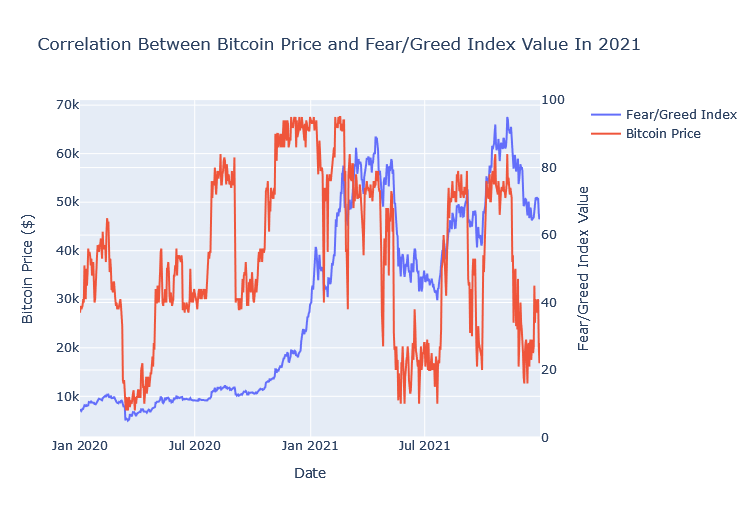 Correlation Between Bitcoin Price and Fear/Greed Index Value In 2021
Fear/Greed Index
Bitcoin Price
70k
60k
50k
40k
30k
20k
10k
Bitcoin Price ($)
100
80
60
40
20
0
Fear/Greed Index Value
Jan 2020
Jul 2020
Jan 2021
Jul 2021
Date